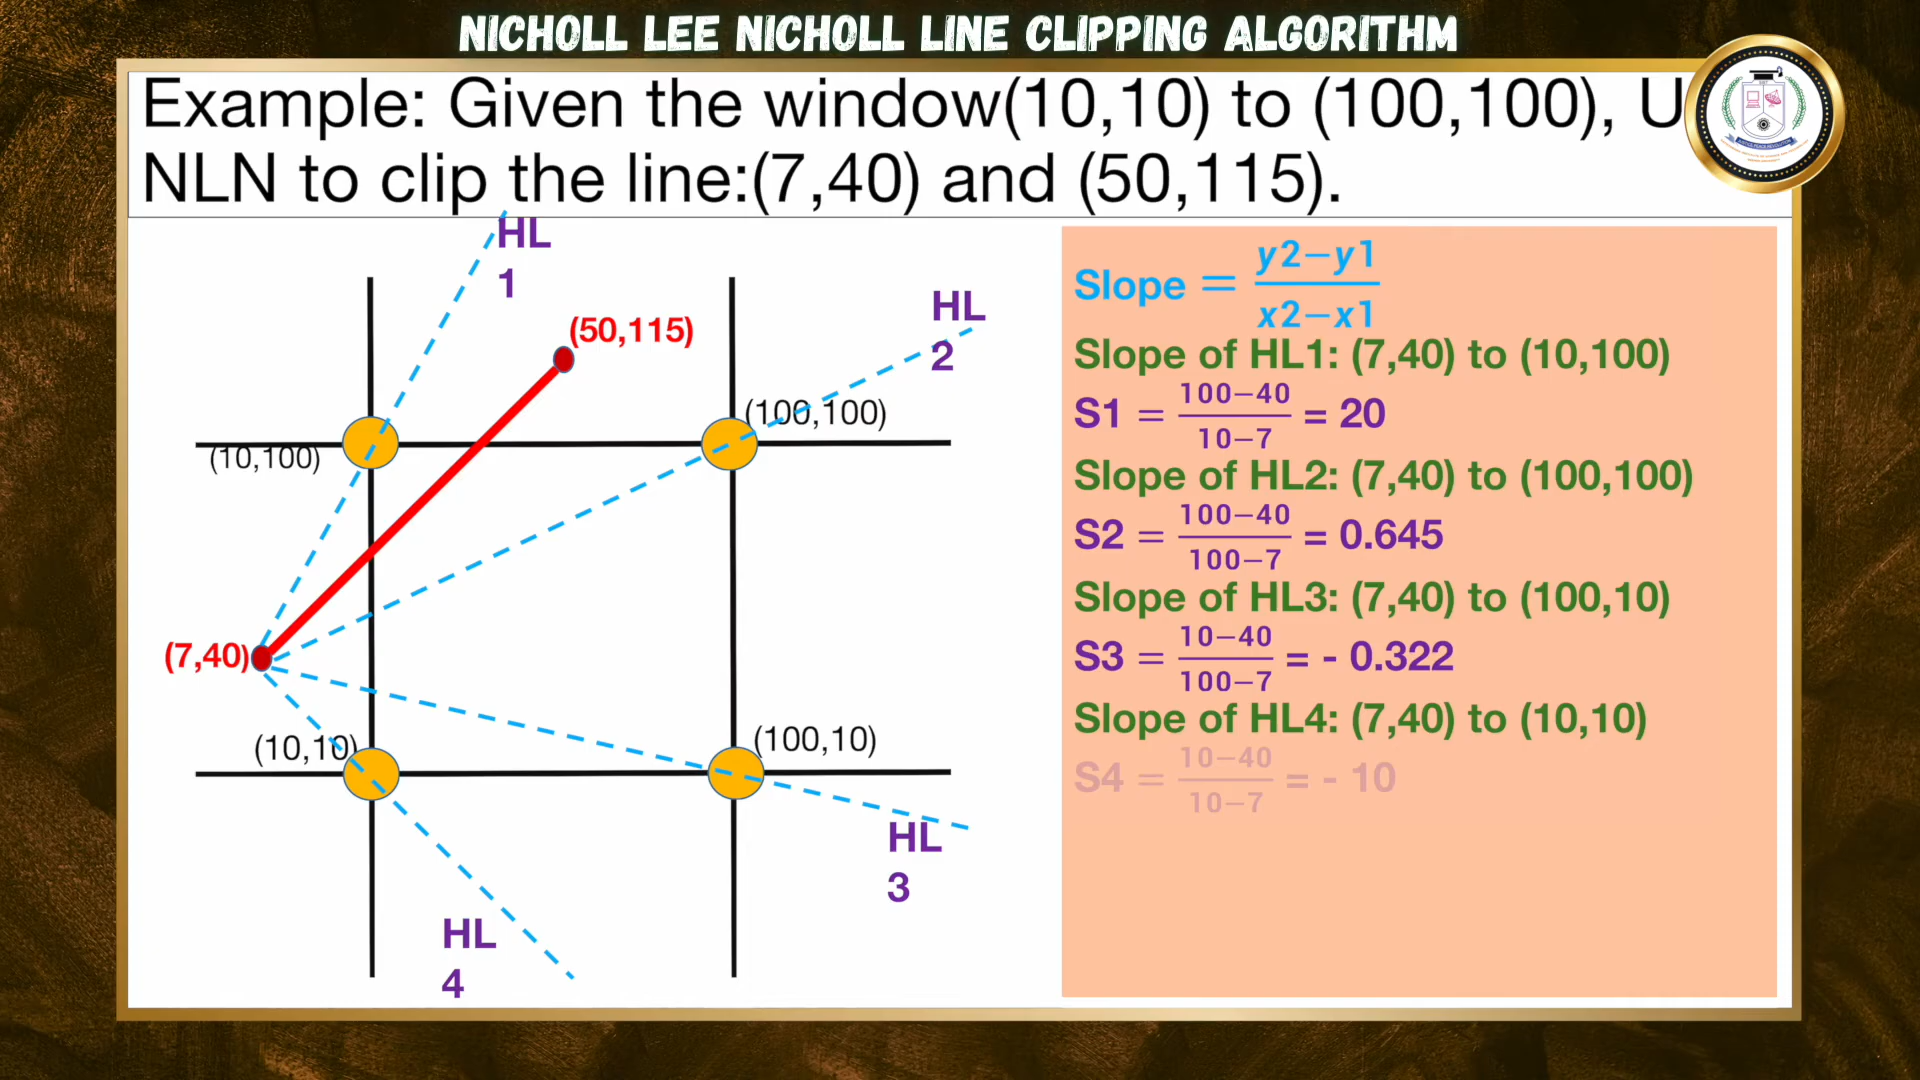 NICHOLL LEE NICHOLL LINE CLIPPING ALGORITHM
Example: Given the window(10,10) to (100,100), U
NLN to clip the line:(7,40) and (50,115).
HL
1
HL
2
(50,115)
(100,100)
(10,100)
(7,40)
(10,10)
(100,10)
HL
3
HL
4
Slope = y2−y1
x2−x1
Slope of HL1: (7,40) to (10,100)
S1 = 100−40
10−7 = 20
Slope of HL2: (7,40) to (100,100)
S2 = 100−40
100−7 = 0.645
Slope of HL3: (7,40) to (100,10)
S3 = 10−40
100−7 = - 0.322
Slope of HL4: (7,40) to (10,10)
S4 = 10−40
10−7 = - 10